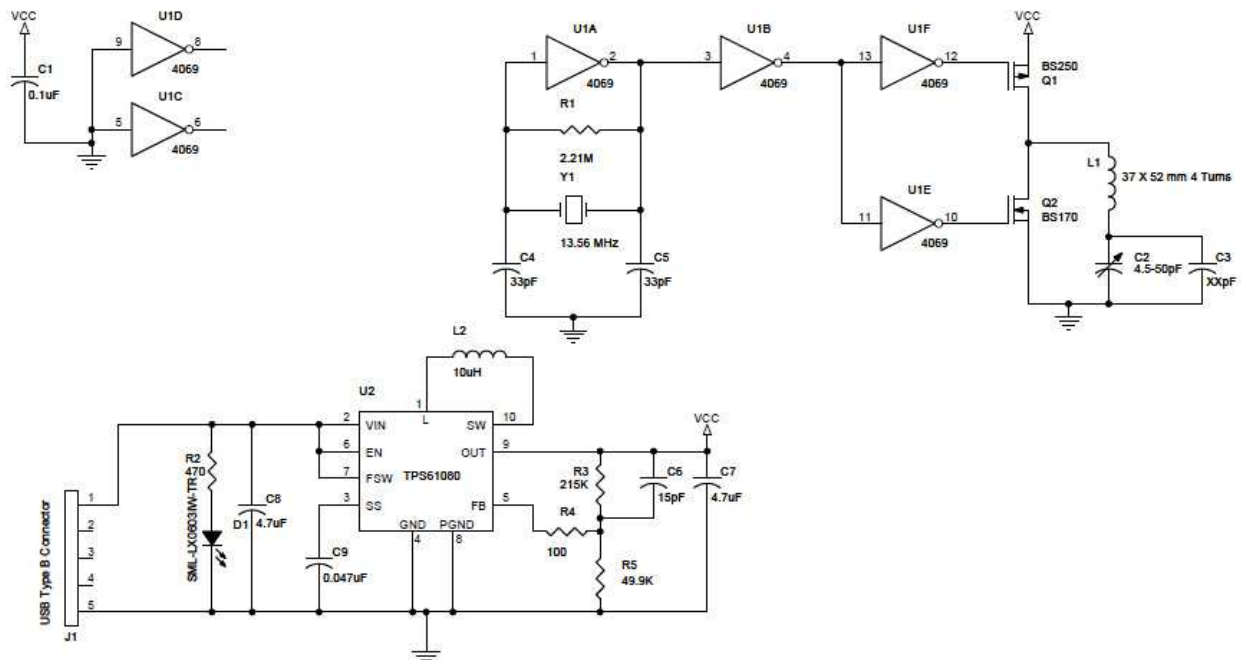 VCC
U1D
9
8
4069
C1
0.1uF
U1C
5
6
4069
U1A
1
2
4069
R1
2.21M
Y1
13.56 MHz
C4
33pF
C5
33pF
U1B
3
4
4069
U1F
13
12
4069
U1E
11
10
4069
VCC
BS250
Q1
L1
37 X 52 mm 4 Turns
Q2
BS170
C2
4.5-50pF
C3
XXpF
L2
10uH
U2
1
L
2
VIN
SW
10
6
EN
OUT
9
7
FSW
TPS61080
3
SS
FB
5
GND
PGND
4
8
VCC
R3
215K
C6
15pF
C7
4.7uF
R4
100
R5
49.9K
R2
470
D1
SML-LX0603IW-TR
C8
4.7uF
C9
0.047uF
USB Type B Connector
1
2
3
4
5
J1